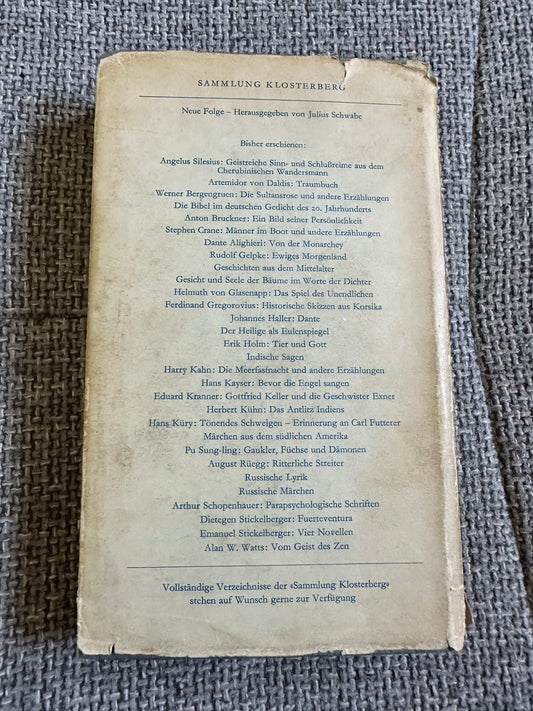 SAMMLUNG KLOSTERBERG
Neue Folge – Herausgegeben von Julius Schwabe
Bisher erschienen:
Angelus Silesius: Geistreiche Sinn- und Schlußreime aus dem
Cherubinischen Wandersmann
Artemidor von Daldis: Traumbuch
Werner Bergengruen: Die Sultansrose und andere Erzählungen
Die Bibel im deutschen Gedicht des 20. Jahrhunderts
Anton Bruckner: Ein Bild seiner Persönlichkeit
Stephen Crane: Männer im Boot und andere Erzählungen
Dante Alighieri: Von der Monarchey
Rudolf Gelpke: Ewiges Morgenland
Geschichten aus dem Mittelalter
Gesicht und Seele der Bäume im Worte der Dichter
Helmuth von Glasenapp: Das Spiel des Unendlichen
Ferdinand Gregorovius: Historische Skizzen aus Korsika
Johannes Haller: Dante
Der Heilige als Eulenspiegel
Erik Holm: Tier und Gott
Indische Sagen
Harry Kahn: Die Meerfastnacht und andere Erzählungen
Hans Kayser: Bevor die Engel sangen
Eduard Kranner: Gottfried Keller und die Geschwister Exner
Herbert Kühn: Das Antlitz Indiens
Hans Küry: Tönendes Schweigen – Erinnerung an Carl Futterer
Märchen aus dem südlichen Amerika
Pu Sung-ling: Gaukler, Füchse und Dämonen
August Rüegg: Ritterliche Streiter
Russische Lyrik
Russische Märchen
Arthur Schopenhauer: Parapsychologische Schriften
Dietegen Stickelberger: Fuerteventura
Emanuel Stickelberger: Vier Novellen
Alan W. Watts: Vom Geist des Zen
Vollständige Verzeichnisse der «Sammlung Klosterberg»
stehen auf Wunsch gerne zur Verfügung